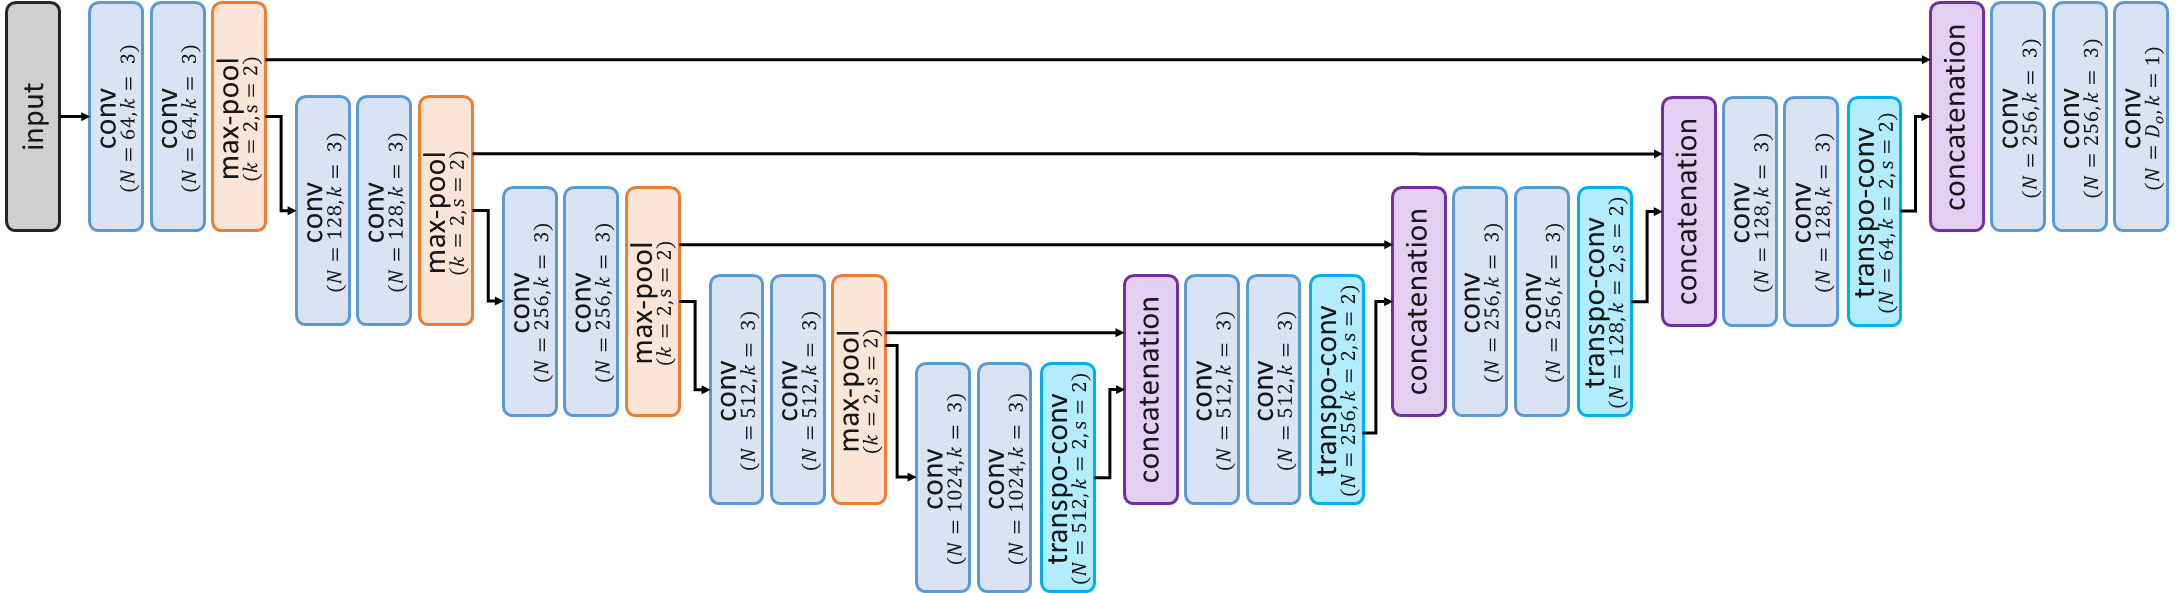 input
conv
(N = 64, k = 3)
conv
(N = 64, k = 3)
max-pool
(k = 2, s = 2)
conv
(N = 128, k = 3)
conv
(N = 128, k = 3)
max-pool
(k = 2, s = 2)
conv
(N = 256, k = 3)
conv
(N = 256, k = 3)
max-pool
(k = 2, s = 2)
conv
(N = 512, k = 3)
conv
(N = 512, k = 3)
max-pool
(k = 2, s = 2)
conv
(N = 1024, k = 3)
conv
(N = 1024, k = 3)
transpo-conv
(N = 512, k = 2, s = 2)
concatenation
conv
(N = 512, k = 3)
conv
(N = 512, k = 3)
transpo-conv
(N = 256, k = 2, s = 2)
concatenation
conv
(N = 256, k = 3)
conv
(N = 256, k = 3)
transpo-conv
(N = 128, k = 2, s = 2)
concatenation
conv
(N = 128, k = 3)
conv
(N = 128, k = 3)
transpo-conv
(N = 64, k = 2, s = 2)
concatenation
conv
(N = 256, k = 3)
conv
(N = 256, k = 3)
conv
(N = Dₒ, k = 1)